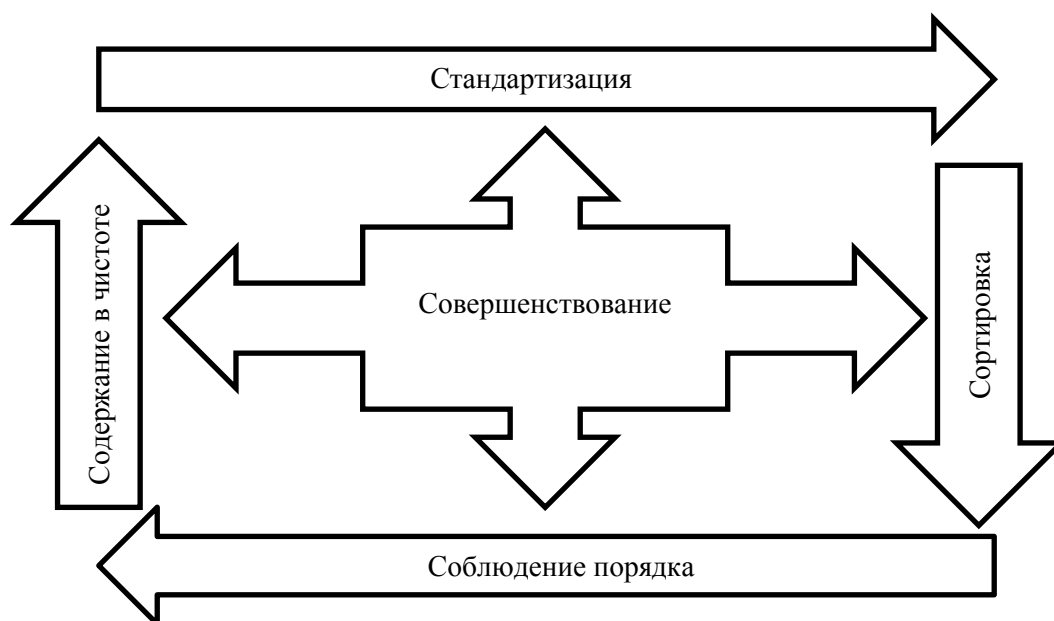 Стандартизация
Содержание в чистоте
Совершенствование
Сортировка
Соблюдение порядка